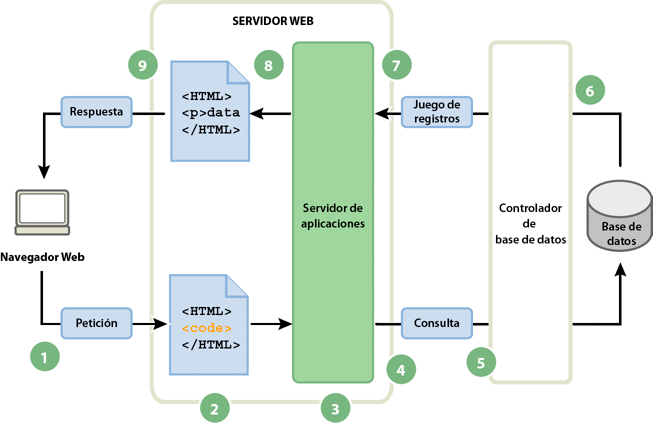 SERVIDOR WEB
9
8
7
6
<HTML>
<p>data
</HTML>
Respuesta
Juego de
registros
Servidor de
aplicaciones
Controlador
de
base de datos
Base de
datos
Navegador Web
Petición
<HTML>
<code>
</HTML>
Consulta
1
2
3
4
5